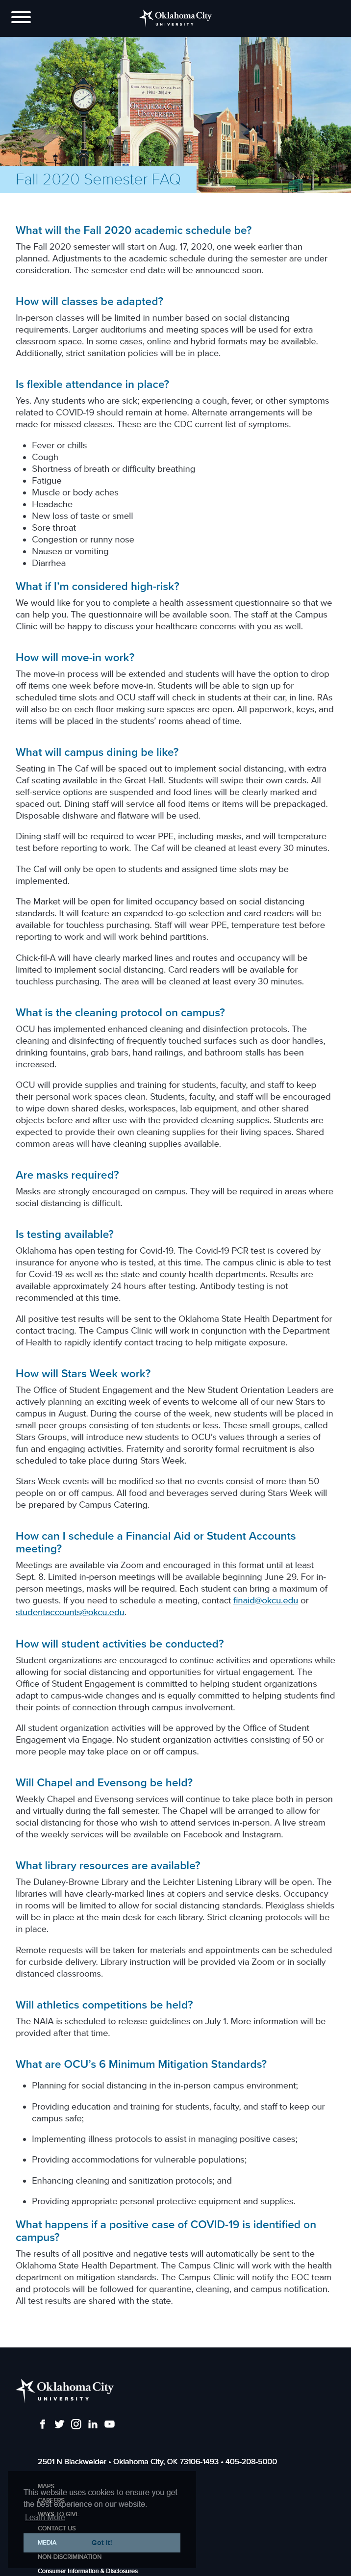 Oklahoma City
UNIVERSITY
OKLAHOMA CITY
UNIVERSITY
Fall 2020 Semester FAQ
What will the Fall 2020 academic schedule be?
The Fall 2020 semester will start on Aug. 17, 2020, one week earlier than
planned. Adjustments to the academic schedule during the semester are under
consideration. The semester end date will be announced soon.
How will classes be adapted?
In-person classes will be limited in number based on social distancing
requirements. Larger auditoriums and meeting spaces will be used for extra
classroom space. In some cases, online and hybrid formats may be available.
Additionally, strict sanitation policies will be in place.
Is flexible attendance in place?
Yes. Any students who are sick; experiencing a cough, fever, or other symptoms
related to COVID-19 should remain at home. Alternate arrangements will be
made for missed classes. These are the CDC current list of symptoms.
Fever or chills
Cough
Shortness of breath or difficulty breathing
Fatigue
Muscle or body aches
Headache
New loss of taste or smell
Sore throat
Congestion or runny nose
Nausea or vomiting
Diarrhea
What if I'm considered high-risk?
We would like for you to complete a health assessment questionnaire so that we
can help you. The questionnaire will be available soon. The staff at the Campus
Clinic will be happy to discuss your healthcare concerns with you as well.
How will move-in work?
The move-in process will be extended and students will have the option to drop
off items one week before move-in. Students will be able to sign up for
scheduled time slots and OCU staff will check in students at their car, in line. RAs
will also be on each floor making sure spaces are open. All paperwork, keys, and
items will be placed in the students' rooms ahead of time.
What will campus dining be like?
Seating in The Caf will be spaced out to implement social distancing, with extra
Caf seating available in the Great Hall. Students will swipe their own cards. All
self-service options are suspended and food lines will be clearly marked and
spaced out. Dining staff will service all food items or items will be prepackaged.
Disposable dishware and flatware will be used.
Dining staff will be required to wear PPE, including masks, and will temperature
test before reporting to work. The Caf will be cleaned at least every 30 minutes.
The Caf will only be open to students and assigned time slots may be
implemented.
The Market will be open for limited occupancy based on social distancing
standards. It will feature an expanded to-go selection and card readers will be
available for touchless purchasing. Staff will wear PPE, temperature test before
reporting to work and will work behind partitions.
Chick-fil-A will have clearly marked lines and routes and occupancy will be
limited to implement social distancing. Card readers will be available for
touchless purchasing. The area will be cleaned at least every 30 minutes.
What is the cleaning protocol on campus?
OCU has implemented enhanced cleaning and disinfection protocols. The
cleaning and disinfecting of frequently touched surfaces such as door handles,
drinking fountains, grab bars, hand railings, and bathroom stalls has been
increased.
OCU will provide supplies and training for students, faculty, and staff to keep
their personal work spaces clean. Students, faculty, and staff will be encouraged
to wipe down shared desks, workspaces, lab equipment, and other shared
objects before and after use with the provided cleaning supplies. Students are
expected to provide their own cleaning supplies for their living spaces. Shared
common areas will have cleaning supplies available.
Are masks required?
Masks are strongly encouraged on campus. They will be required in areas where
social distancing is difficult.
Is testing available?
Oklahoma has open testing for Covid-19. The Covid-19 PCR test is covered by
insurance for anyone who is tested, at this time. The campus clinic is able to test
for Covid-19 as well as the state and county health departments. Results are
available approximately 24 hours after testing. Antibody testing is not
recommended at this time.
All positive test results will be sent to the Oklahoma State Health Department for
contact tracing. The Campus Clinic will work in conjunction with the Department
of Health to rapidly identify contact tracing to help mitigate exposure.
How will Stars Week work?
The Office of Student Engagement and the New Student Orientation Leaders are
actively planning an exciting week of events to welcome all of our new Stars to
campus in August. During the course of the week, new students will be placed in
small peer groups consisting of ten students or less. These small groups, called
Stars Groups, will introduce new students to OCU's values through a series of
fun and engaging activities. Fraternity and sorority formal recruitment is also
scheduled to take place during Stars Week.
Stars Week events will be modified so that no events consist of more than 50
people on or off campus. All food and beverages served during Stars Week will
be prepared by Campus Catering.
How can I schedule a Financial Aid or Student Accounts
meeting?
Meetings are available via Zoom and encouraged in this format until at least
Sept. 8. Limited in-person meetings will be available beginning June 29. For in-
person meetings, masks will be required. Each student can bring a maximum of
two guests. If you need to schedule a meeting, contact finaid@okcu.edu or
studentaccounts@okcu.edu.
How will student activities be conducted?
Student organizations are encouraged to continue activities and operations while
allowing for social distancing and opportunities for virtual engagement. The
Office of Student Engagement is committed to helping student organizations
adapt to campus-wide changes and is equally committed to helping students find
their points of connection through campus involvement.
All student organization activities will be approved by the Office of Student
Engagement via Engage. No student organization activities consisting of 50 or
more people may take place on or off campus.
Will Chapel and Evensong be held?
Weekly Chapel and Evensong services will continue to take place both in person
and virtually during the fall semester. The Chapel will be arranged to allow for
social distancing for those who wish to attend services in-person. A live stream
of the weekly services will be available on Facebook and Instagram.
What library resources are available?
The Dulaney-Browne Library and the Leichter Listening Library will be open. The
libraries will have clearly-marked lines at copiers and service desks. Occupancy
in rooms will be limited to allow for social distancing standards. Plexiglass shields
will be in place at the main desk for each library. Strict cleaning protocols will be
in place.
Remote requests will be taken for materials and appointments can be scheduled
for curbside delivery. Library instruction will be provided via Zoom or in socially
distanced classrooms.
Will athletics competitions be held?
The NAIA is scheduled to release guidelines on July 1. More information will be
provided after that time.
What are OCU's 6 Minimum Mitigation Standards?
Planning for social distancing in the in-person campus environment;
Providing education and training for students, faculty, and staff to keep our
campus safe;
Implementing illness protocols to assist in managing positive cases;
Providing accommodations for vulnerable populations;
Enhancing cleaning and sanitization protocols; and
Providing appropriate personal protective equipment and supplies.
What happens if a positive case of COVID-19 is identified on
campus?
The results of all positive and negative tests will automatically be sent to the
Oklahoma State Health Department. The Campus Clinic will work with the health
department on mitigation standards. The Campus Clinic will notify the EOC team
and protocols will be followed for quarantine, cleaning, and campus notification.
All test results are shared with the state.
Oklahoma City
UNIVERSITY
2501 N Blackwelder • Oklahoma City, OK 73106-1493 • 405-208-5000
MAPS
This website uses cookies to ensure you get
CAREERS
the best experience on our website.
WAYS TO GIVE
Learn More
CONTACT US
MEDIA
Got it!
NON-DISCRIMINATION
Consumer Information & Disclosures